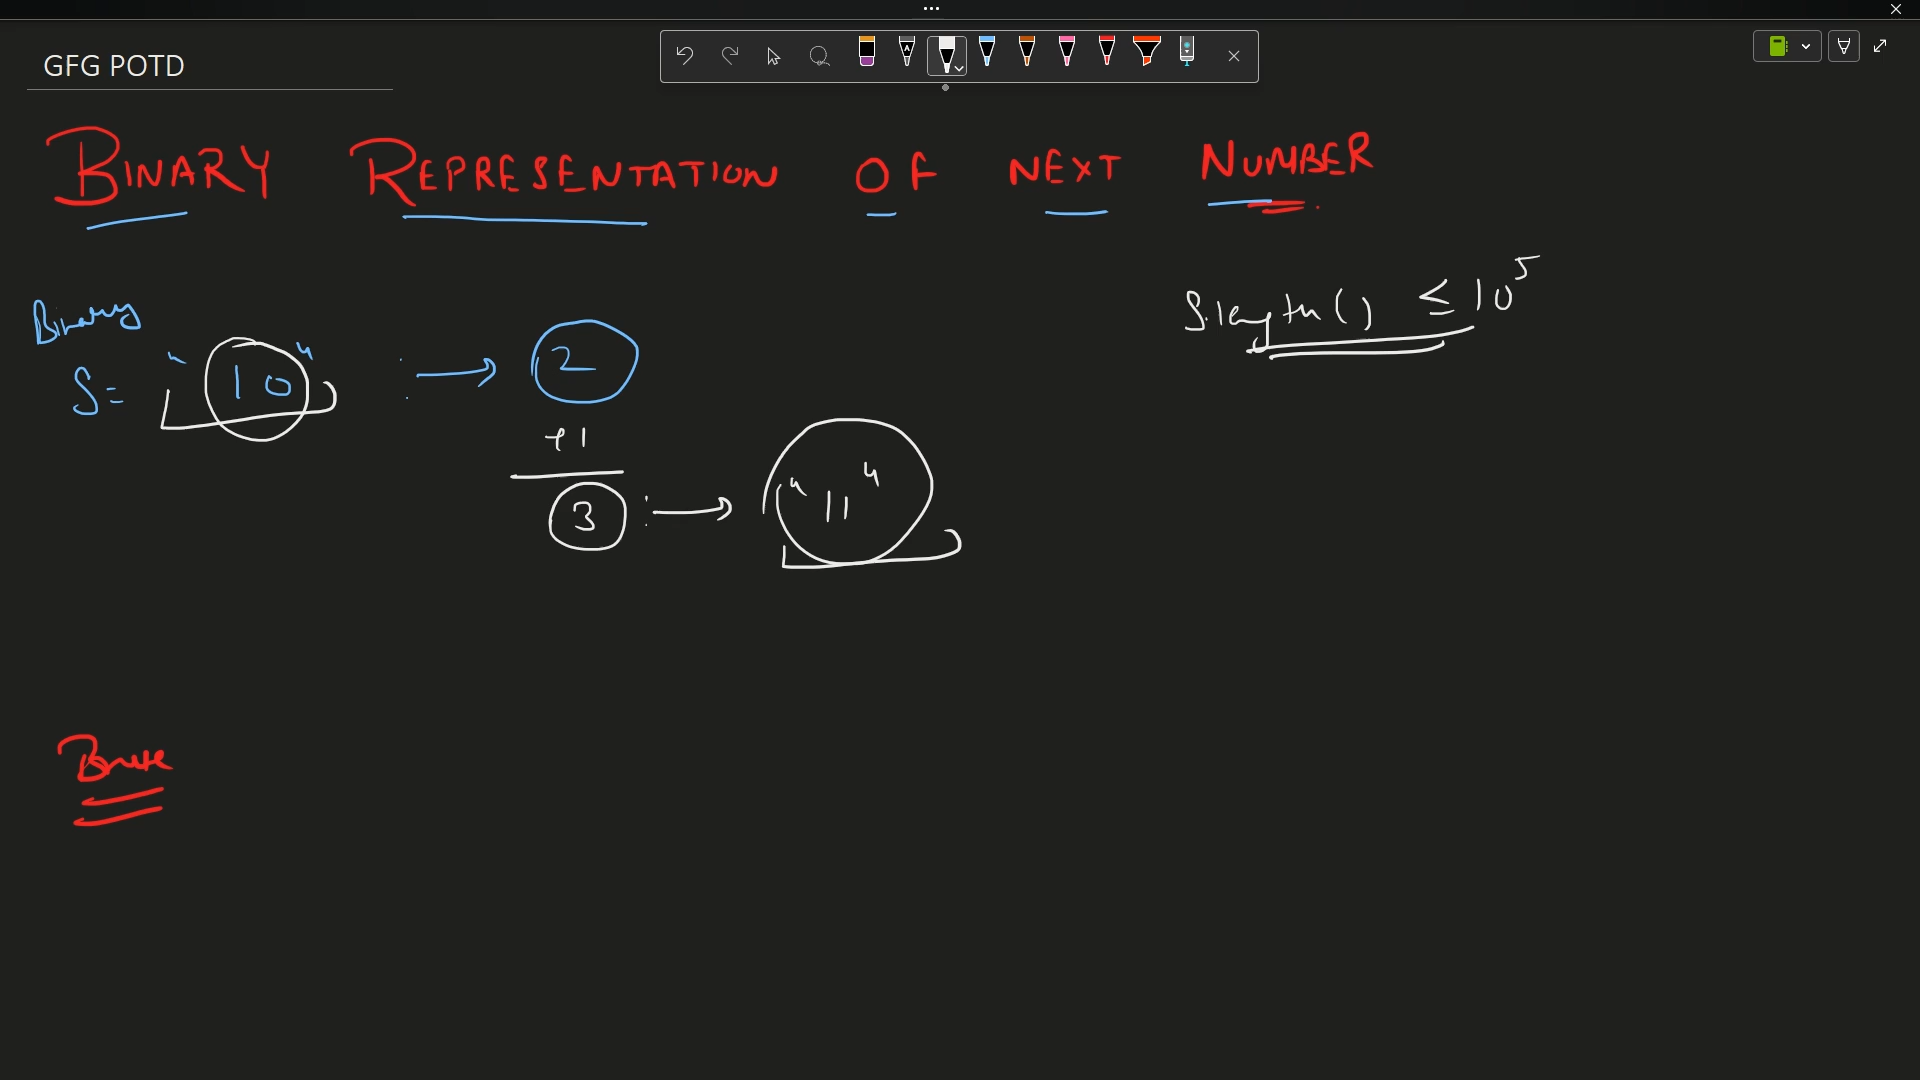 GFG POTD
BINARY REPRESENTATION OF NEXT NUMBER
S.length() ≤ 10^5
Binary
S = "10" → 2
+1
3 → "11"
Brute